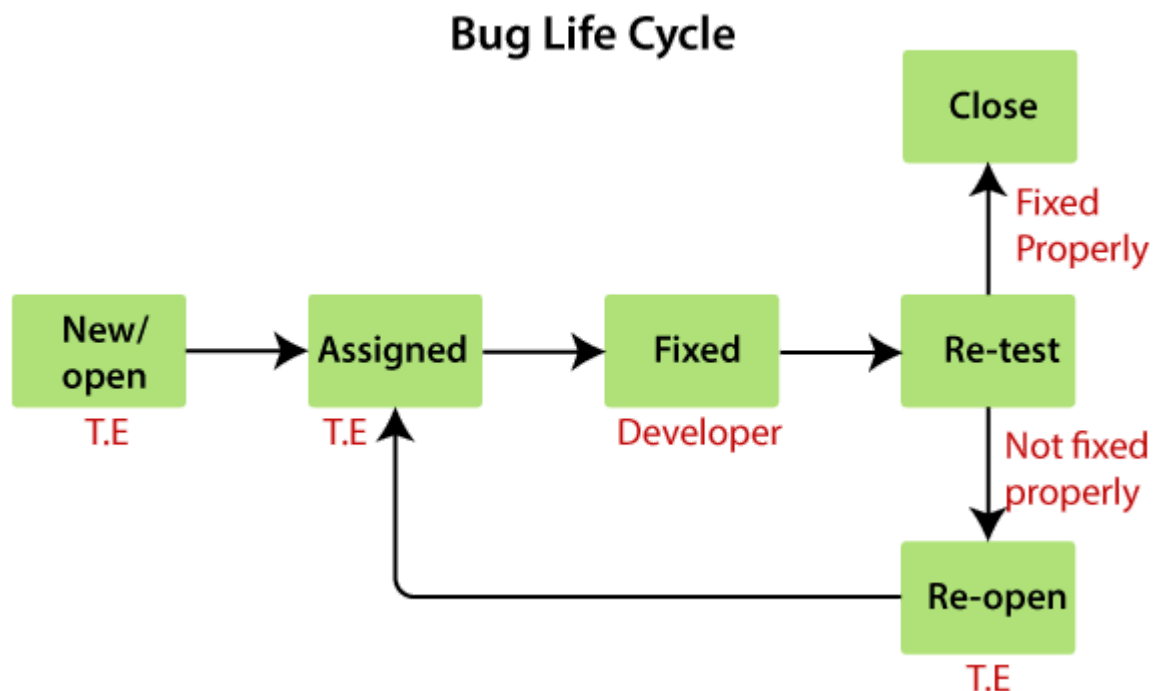 Bug Life Cycle
Close
Fixed
Properly
New/
open
Assigned
Fixed
Re-test
T.E
T.E
Developer
Not fixed
properly
Re-open
T.E